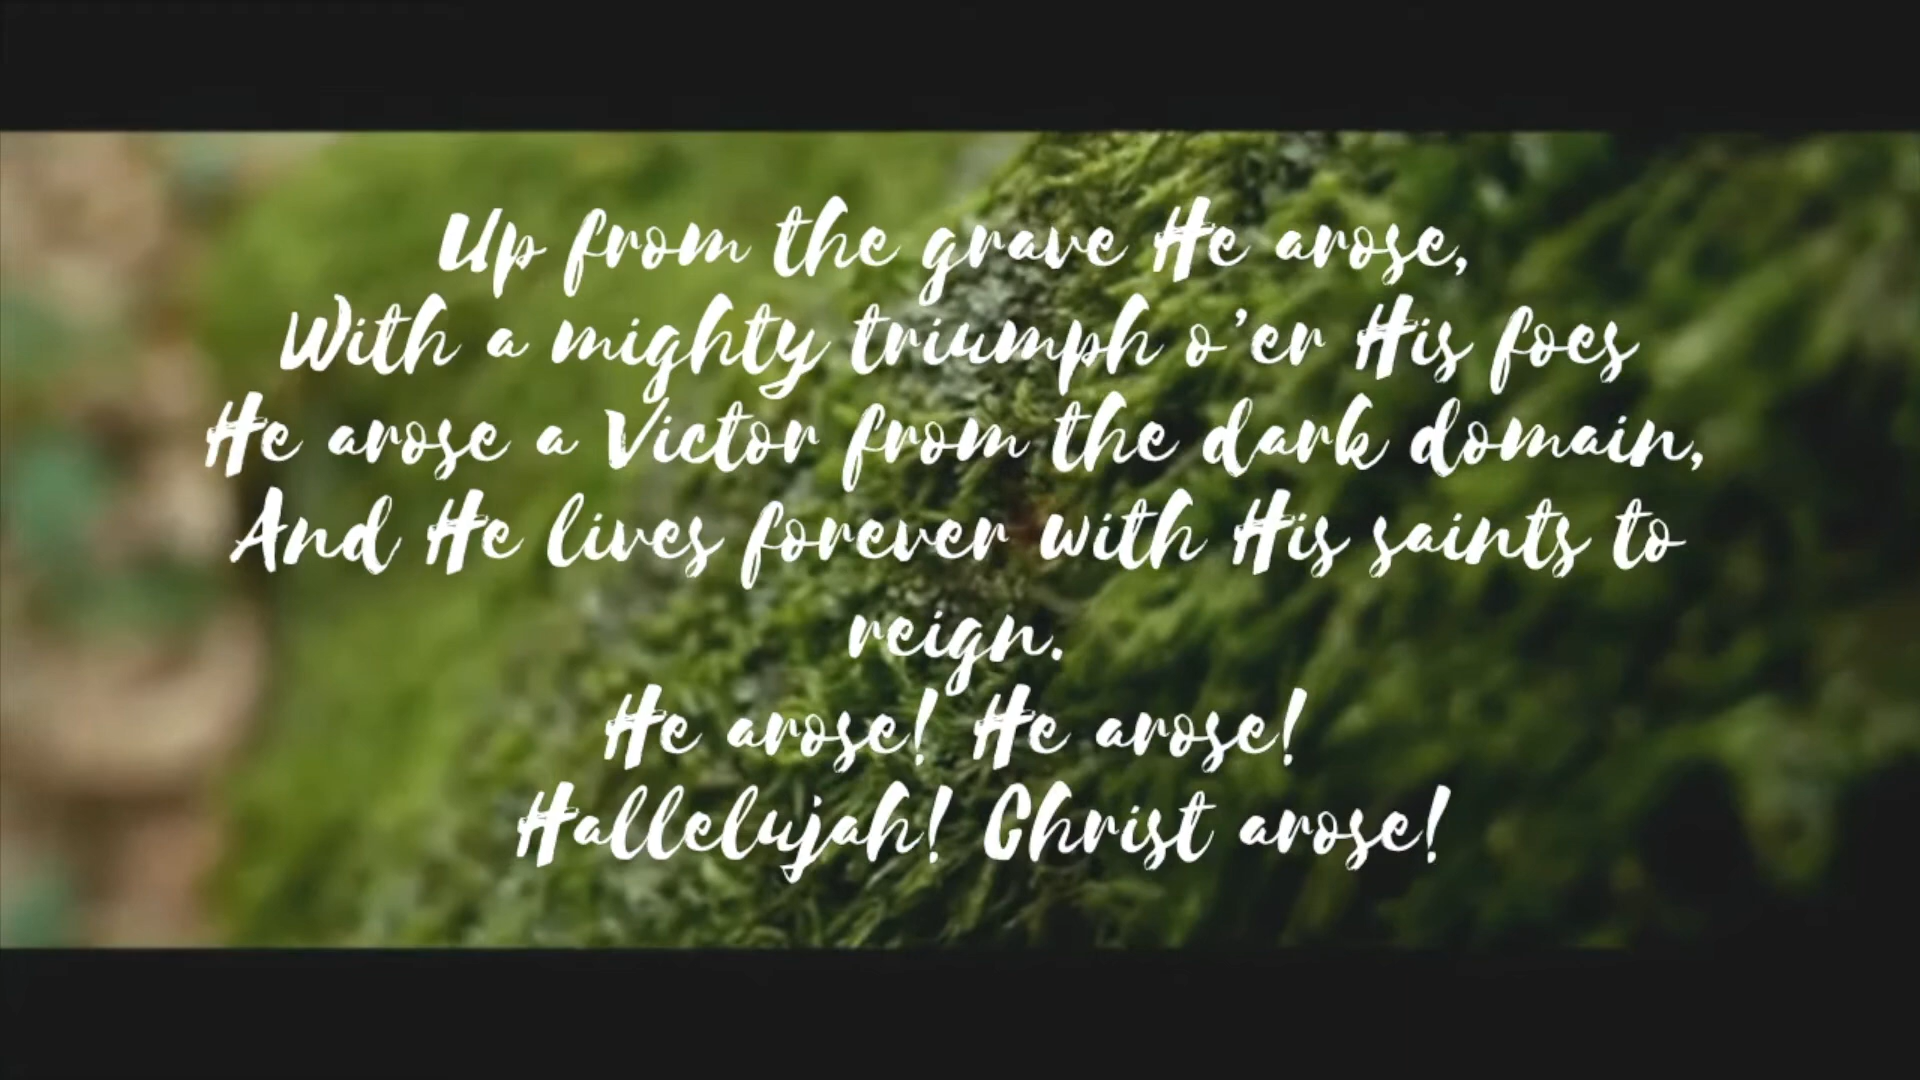 Up from the grave He arose,
With a mighty triumph o'er His foes
He arose a Victor from the dark domain,
And He lives forever with His saints to
reign.
He arose! He arose!
Hallelujah! Christ arose!